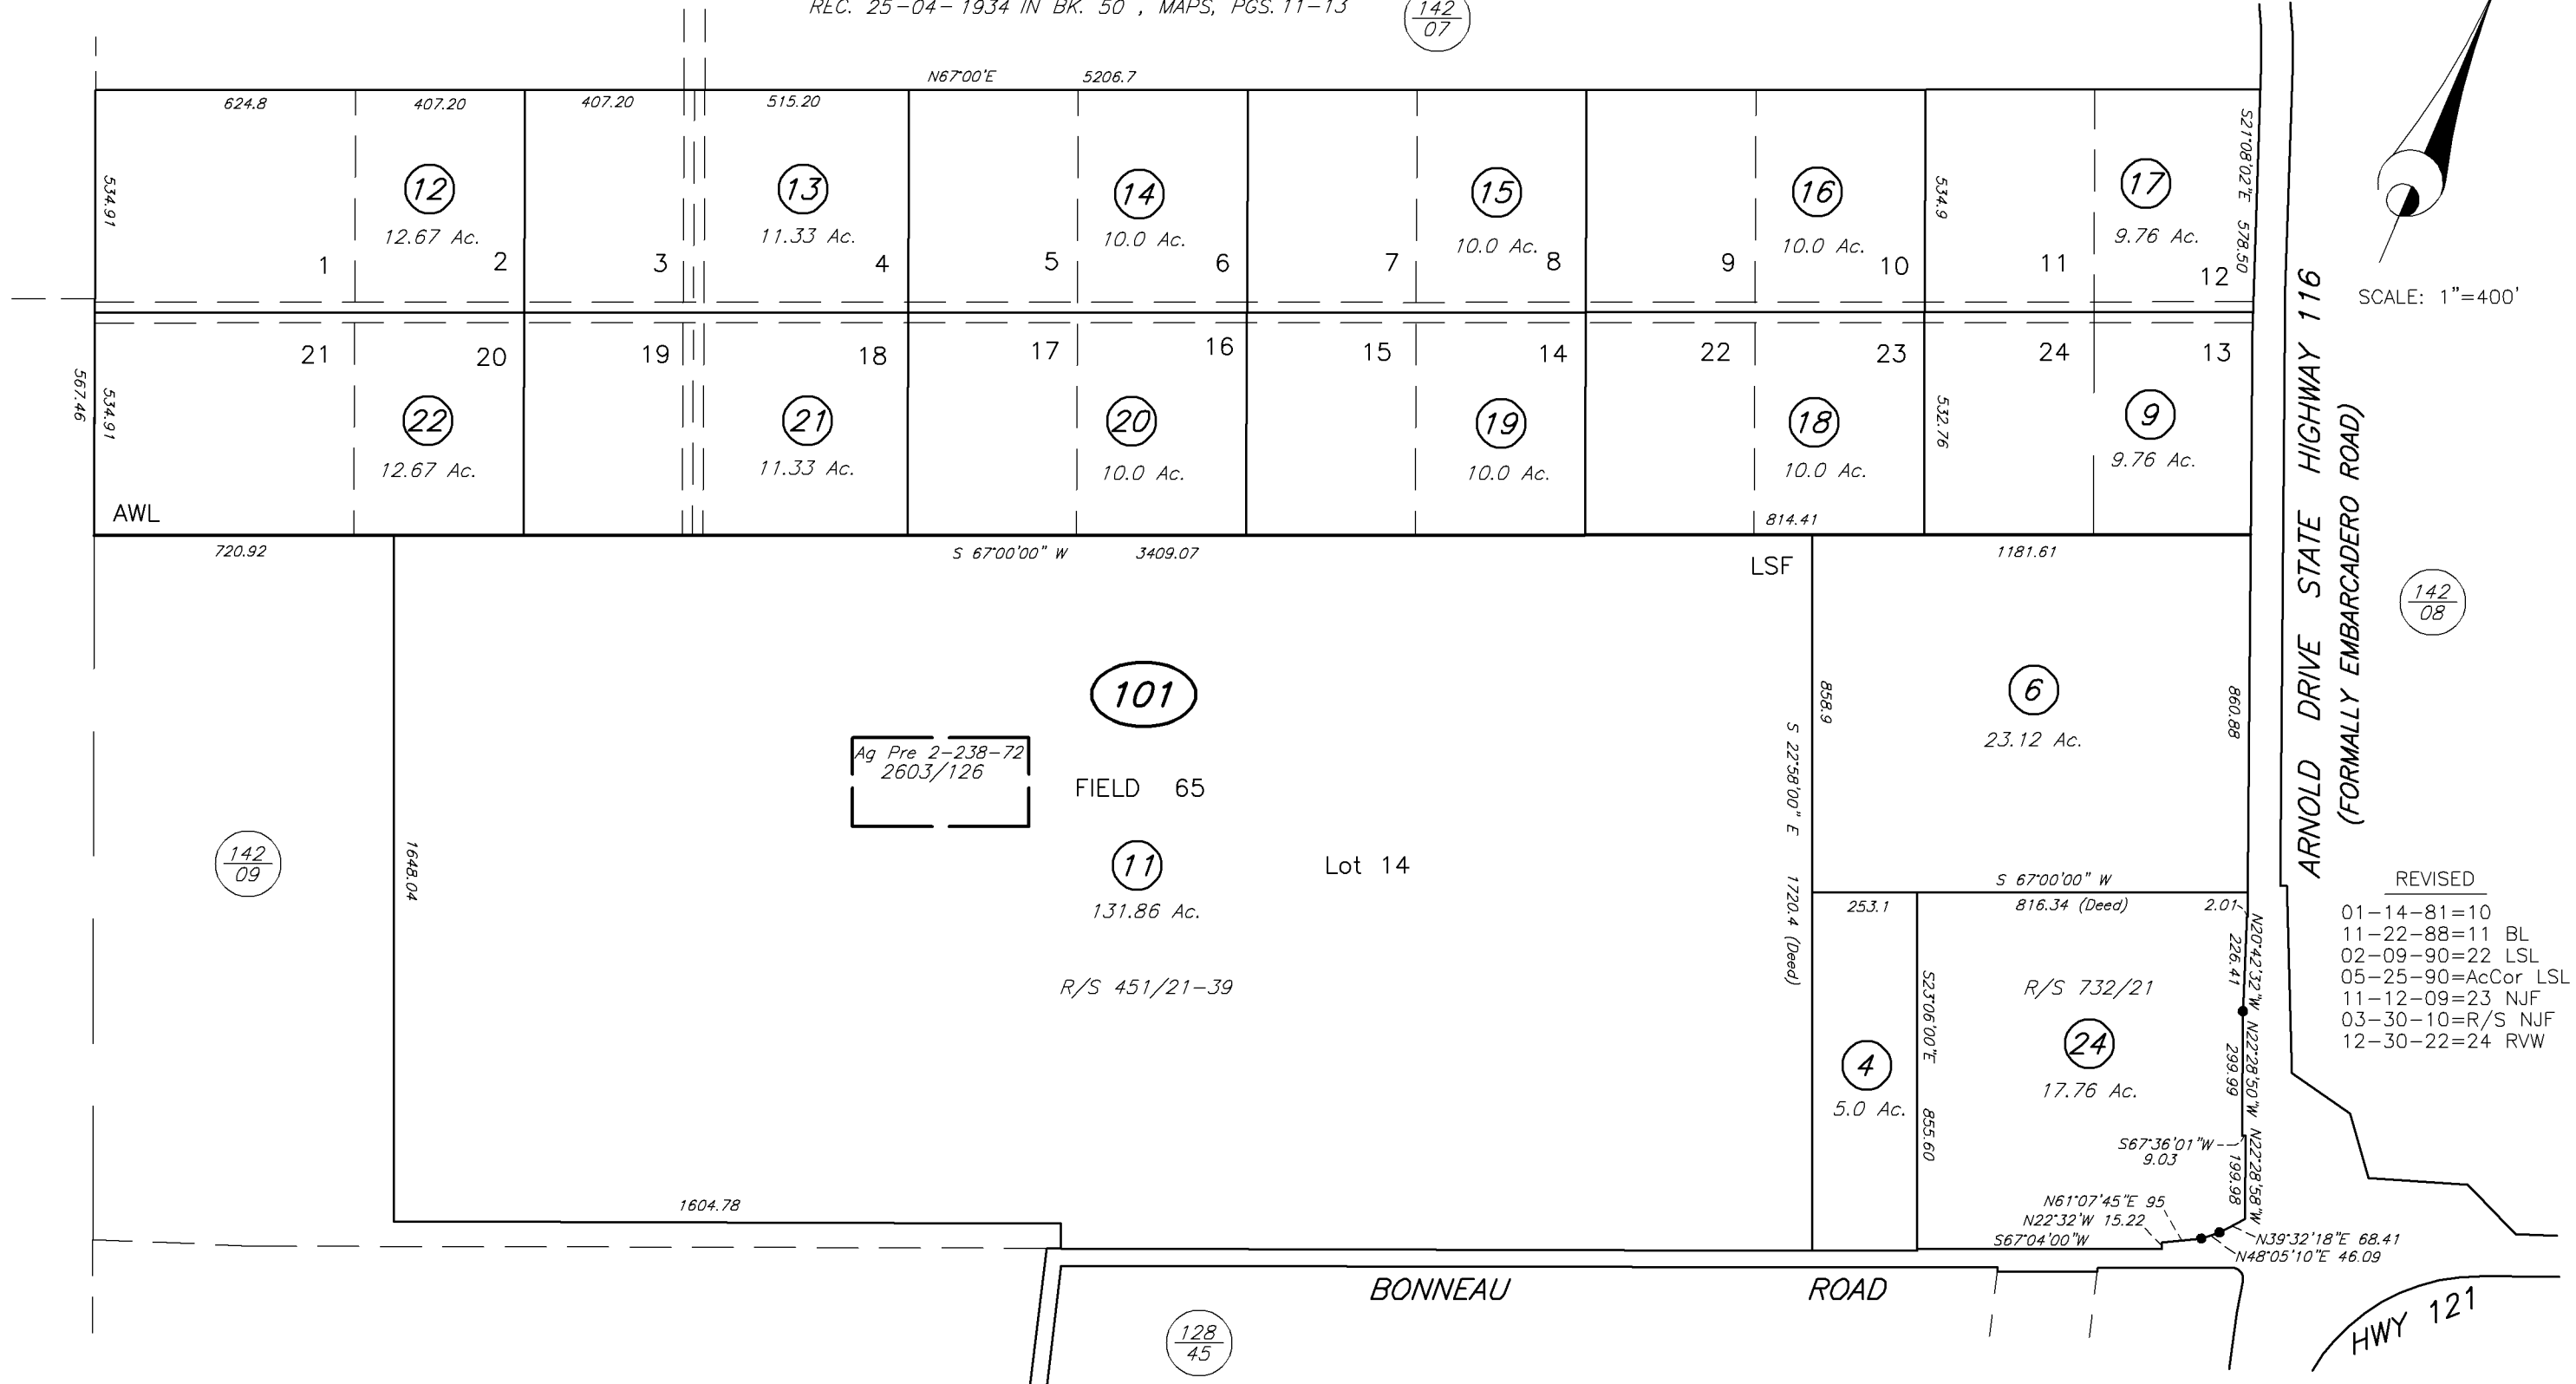 REC. 25-04-1934 IN BK. 50 , MAPS, PGS. 11-13
142
07
N67°00'E 5206.7
624.8 407.20 407.20 515.20
534.91
12
12.67 Ac.
13
11.33 Ac.
14
10.0 Ac.
15
10.0 Ac.
16
10.0 Ac.
534.9
17
9.76 Ac.
S21°08'02"E 578.50
1 2 3 4 5 6 7 8 9 10 11 12
SCALE: 1"=400'
21 20 19 18 17 16 15 14 22 23 24 13
567.46
534.91
22
12.67 Ac.
21
11.33 Ac.
20
10.0 Ac.
19
10.0 Ac.
18
10.0 Ac.
532.76
9
9.76 Ac.
AWL
814.41
ARNOLD DRIVE STATE HIGHWAY 116
(FORMALLY EMBARCADERO ROAD)
720.92
S 67°00'00" W 3409.07
LSF
1181.61
142
08
101
Ag Pre 2-238-72
2603/126
FIELD 65
858.9
S 22°58'00" E 1720.4 (Deed)
6
23.12 Ac.
860.88
142
09
1648.04
11
131.86 Ac.
Lot 14
R/S 451/21-39
S 67°00'00" W
253.1
816.34 (Deed)
2.01
N20°42'32"W
226.41
S23°06'00"E
855.60
R/S 732/21
24
17.76 Ac.
4
5.0 Ac.
N22°28'50"W
299.99
S67°36'01"W
9.03
N22°28'58"W
199.98
N61°07'45"E 95
N22°32'W 15.22
S67°04'00"W
N39°32'18"E 68.41
N48°05'10"E 46.09
1604.78
REVISED
01-14-81=10
11-22-88=11 BL
02-09-90=22 LSL
05-25-90=AcCor LSL
11-12-09=23 NJF
03-30-10=R/S NJF
12-30-22=24 RVW
BONNEAU ROAD
128
45
HWY 121